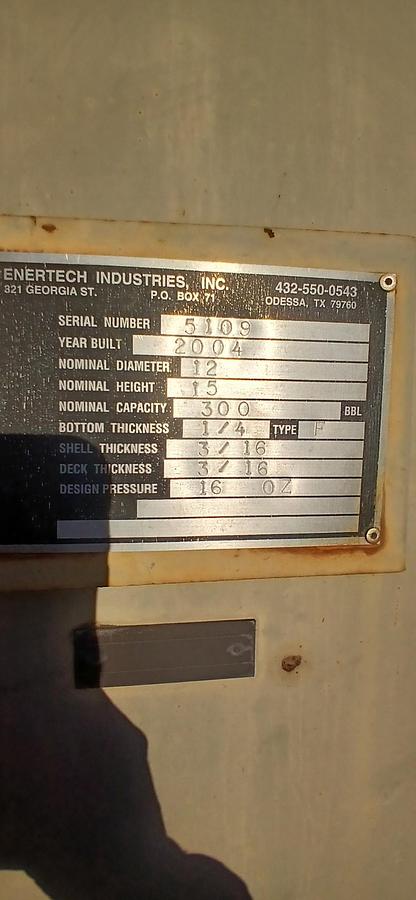 ENERTECH INDUSTRIES, INC. 432-550-0543
821 GEORGIA ST. P.O. BOX 71 ODESSA, TX 79760
SERIAL NUMBER 5109
YEAR BUILT 2004
NOMINAL DIAMETER 12
NOMINAL HEIGHT 15
NOMINAL CAPACITY 300 BBL
BOTTOM THICKNESS 1/4 TYPE F
SHELL THICKNESS 3/16
DECK THICKNESS 3/16
DESIGN PRESSURE 16 OZ